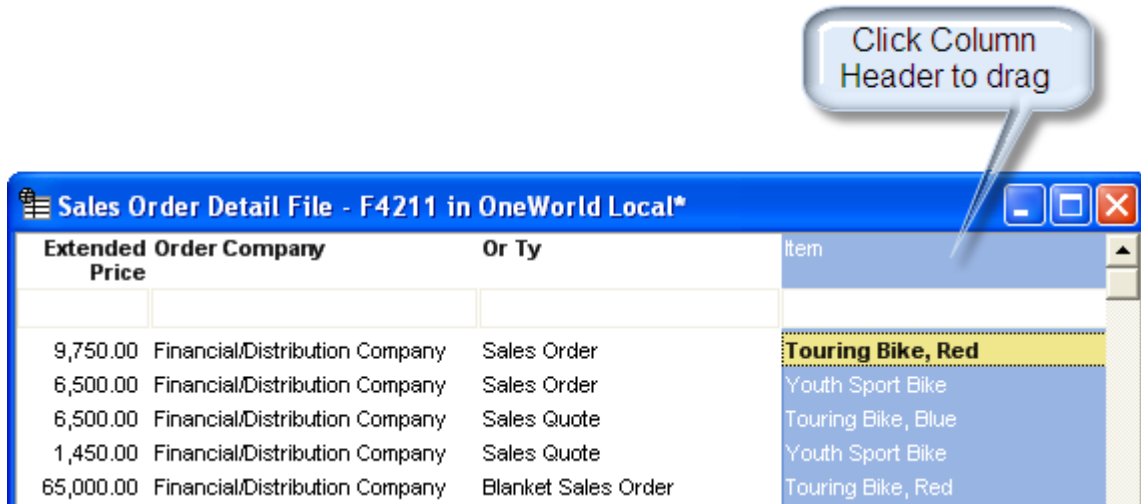 Click Column
Header to drag
Sales Order Detail File - F4211 in OneWorld Local*
Extended Order Company Or Ty Item
Price
9,750.00 Financial/Distribution Company Sales Order Touring Bike, Red
6,500.00 Financial/Distribution Company Sales Order Youth Sport Bike
6,500.00 Financial/Distribution Company Sales Quote Touring Bike, Blue
1,450.00 Financial/Distribution Company Sales Quote Youth Sport Bike
65,000.00 Financial/Distribution Company Blanket Sales Order Touring Bike, Red